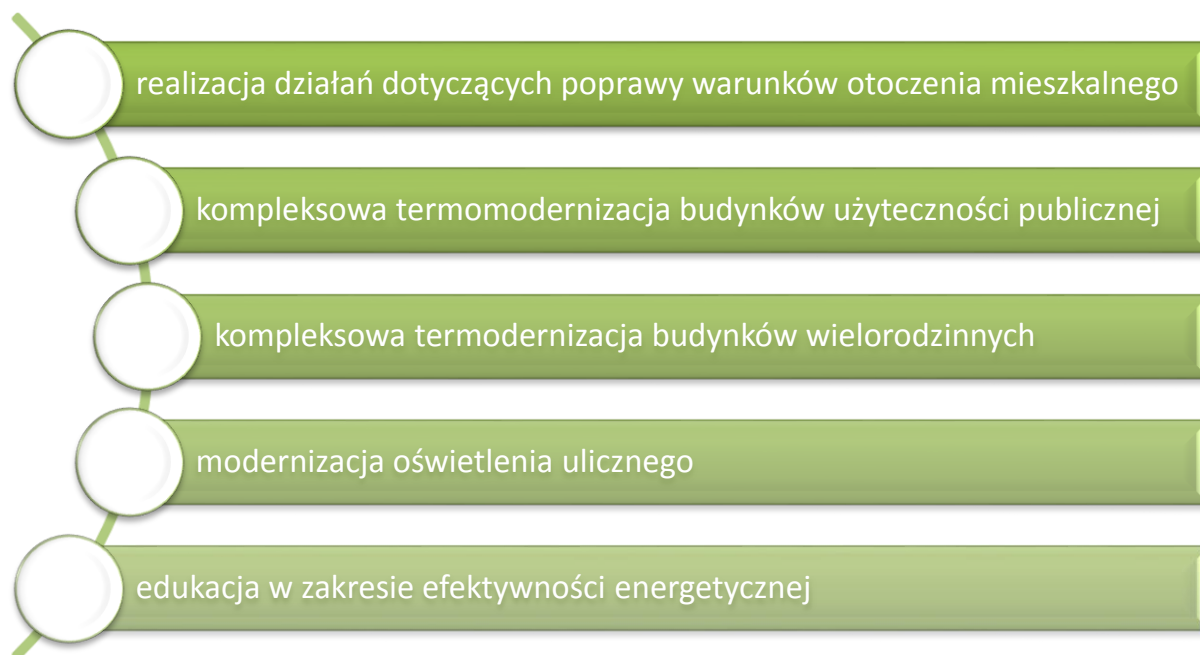 realizacja działań dotyczących poprawy warunków otoczenia mieszkalnego
kompleksowa termomodernizacja budynków użyteczności publicznej
kompleksowa termodernizacja budynków wielorodzinnych
modernizacja oświetlenia ulicznego
edukacja w zakresie efektywności energetycznej